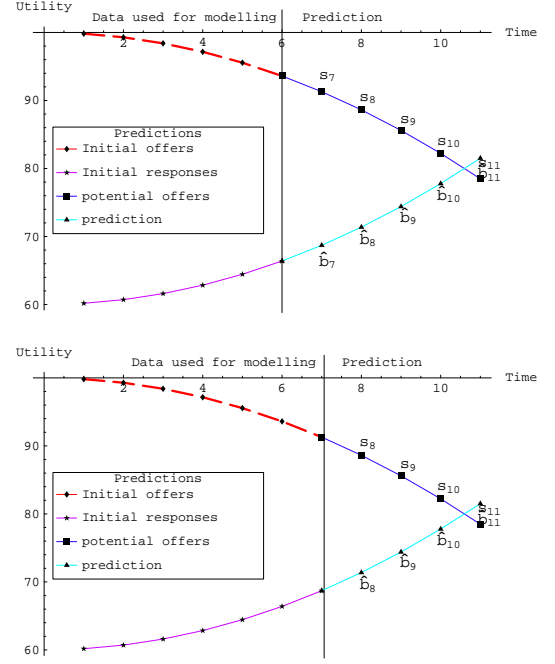 Utility
Data used for modelling Prediction
Time
2 4 6 8 10
90
80
70
60
s7
s8
s9
s10
s11
b̂11
b̂10
b̂9
b̂8
b̂7
Predictions
Initial offers
Initial responses
potential offers
prediction
Utility
Data used for modelling Prediction
Time
2 4 6 8 10
90
80
70
60
s8
s9
s10
s11
b̂11
b̂10
b̂9
b̂8
Predictions
Initial offers
Initial responses
potential offers
prediction